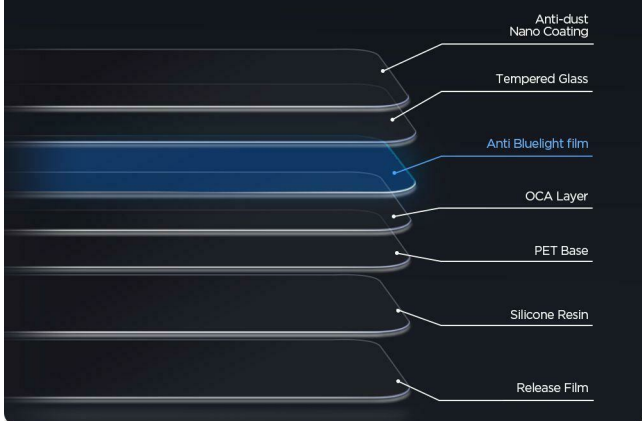 Anti-dust
Nano Coating
Tempered Glass
Anti Bluelight film
OCA Layer
PET Base
Silicone Resin
Release Film